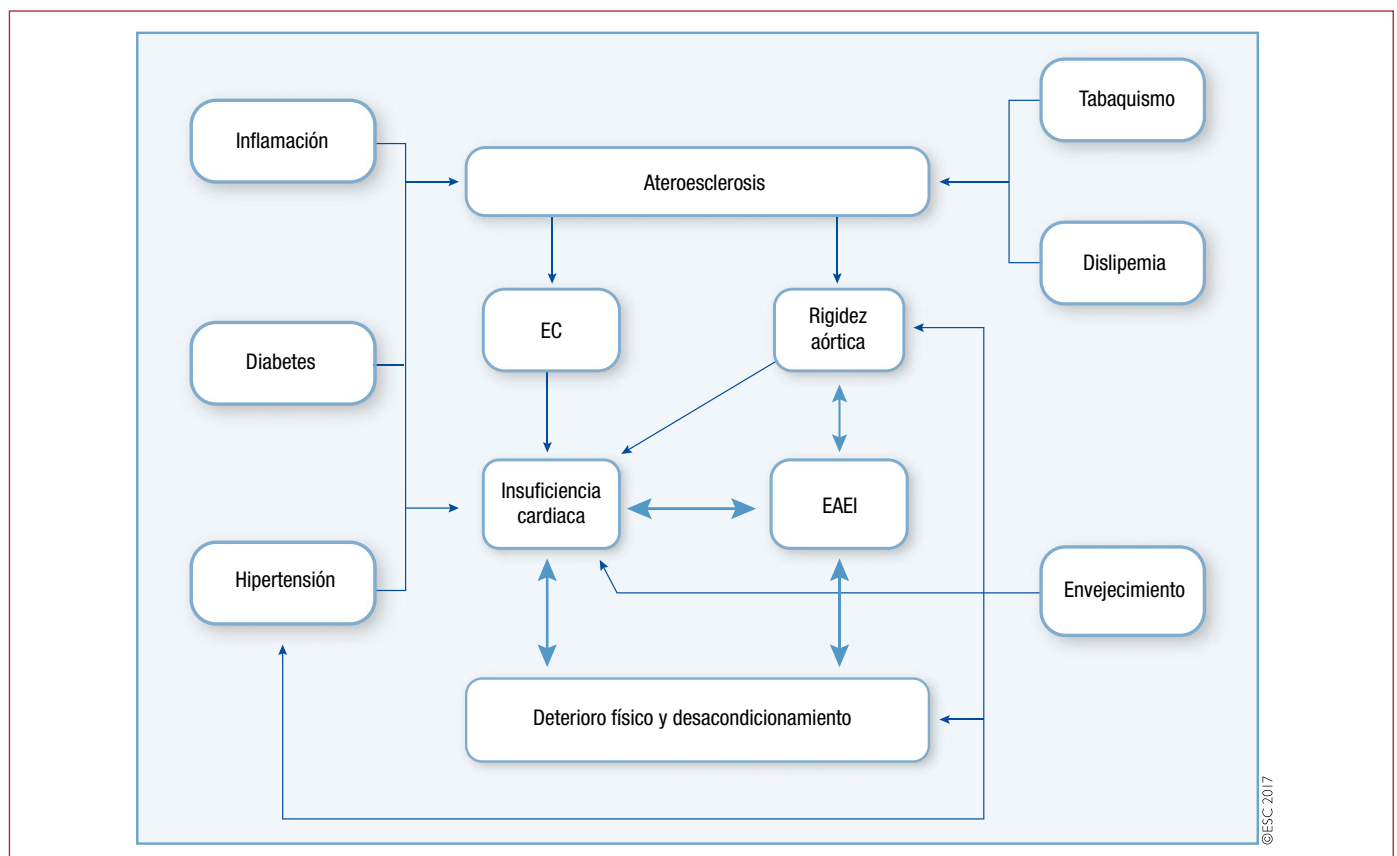 Inflamación
Tabaquismo
Ateroesclerosis
Dislipemia
EC
Rigidez
aórtica
Diabetes
Insuficiencia
cardiaca
EAEI
Hipertensión
Envejecimiento
Deterioro físico y desacondicionamiento
©ESC 2017